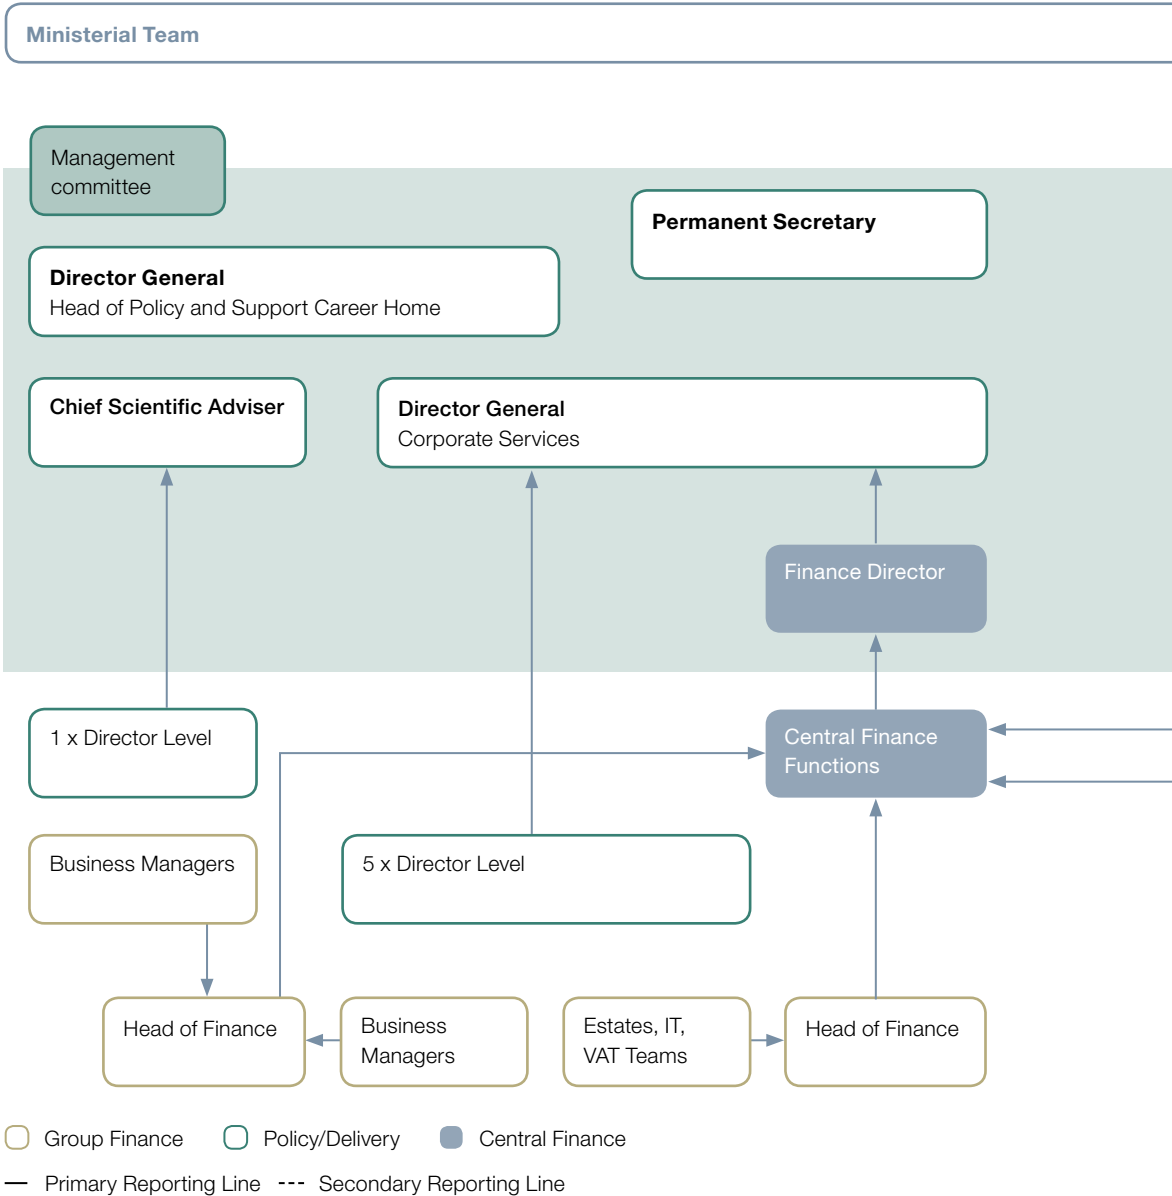 Ministerial Team
Management
committee
Permanent Secretary
Director General
Head of Policy and Support Career Home
Chief Scientific Adviser
Director General
Corporate Services
Finance Director
1 x Director Level
Central Finance
Functions
Business Managers
5 x Director Level
Head of Finance
Business
Managers
Estates, IT,
VAT Teams
Head of Finance
Group Finance
Policy/Delivery
Central Finance
Primary Reporting Line
Secondary Reporting Line